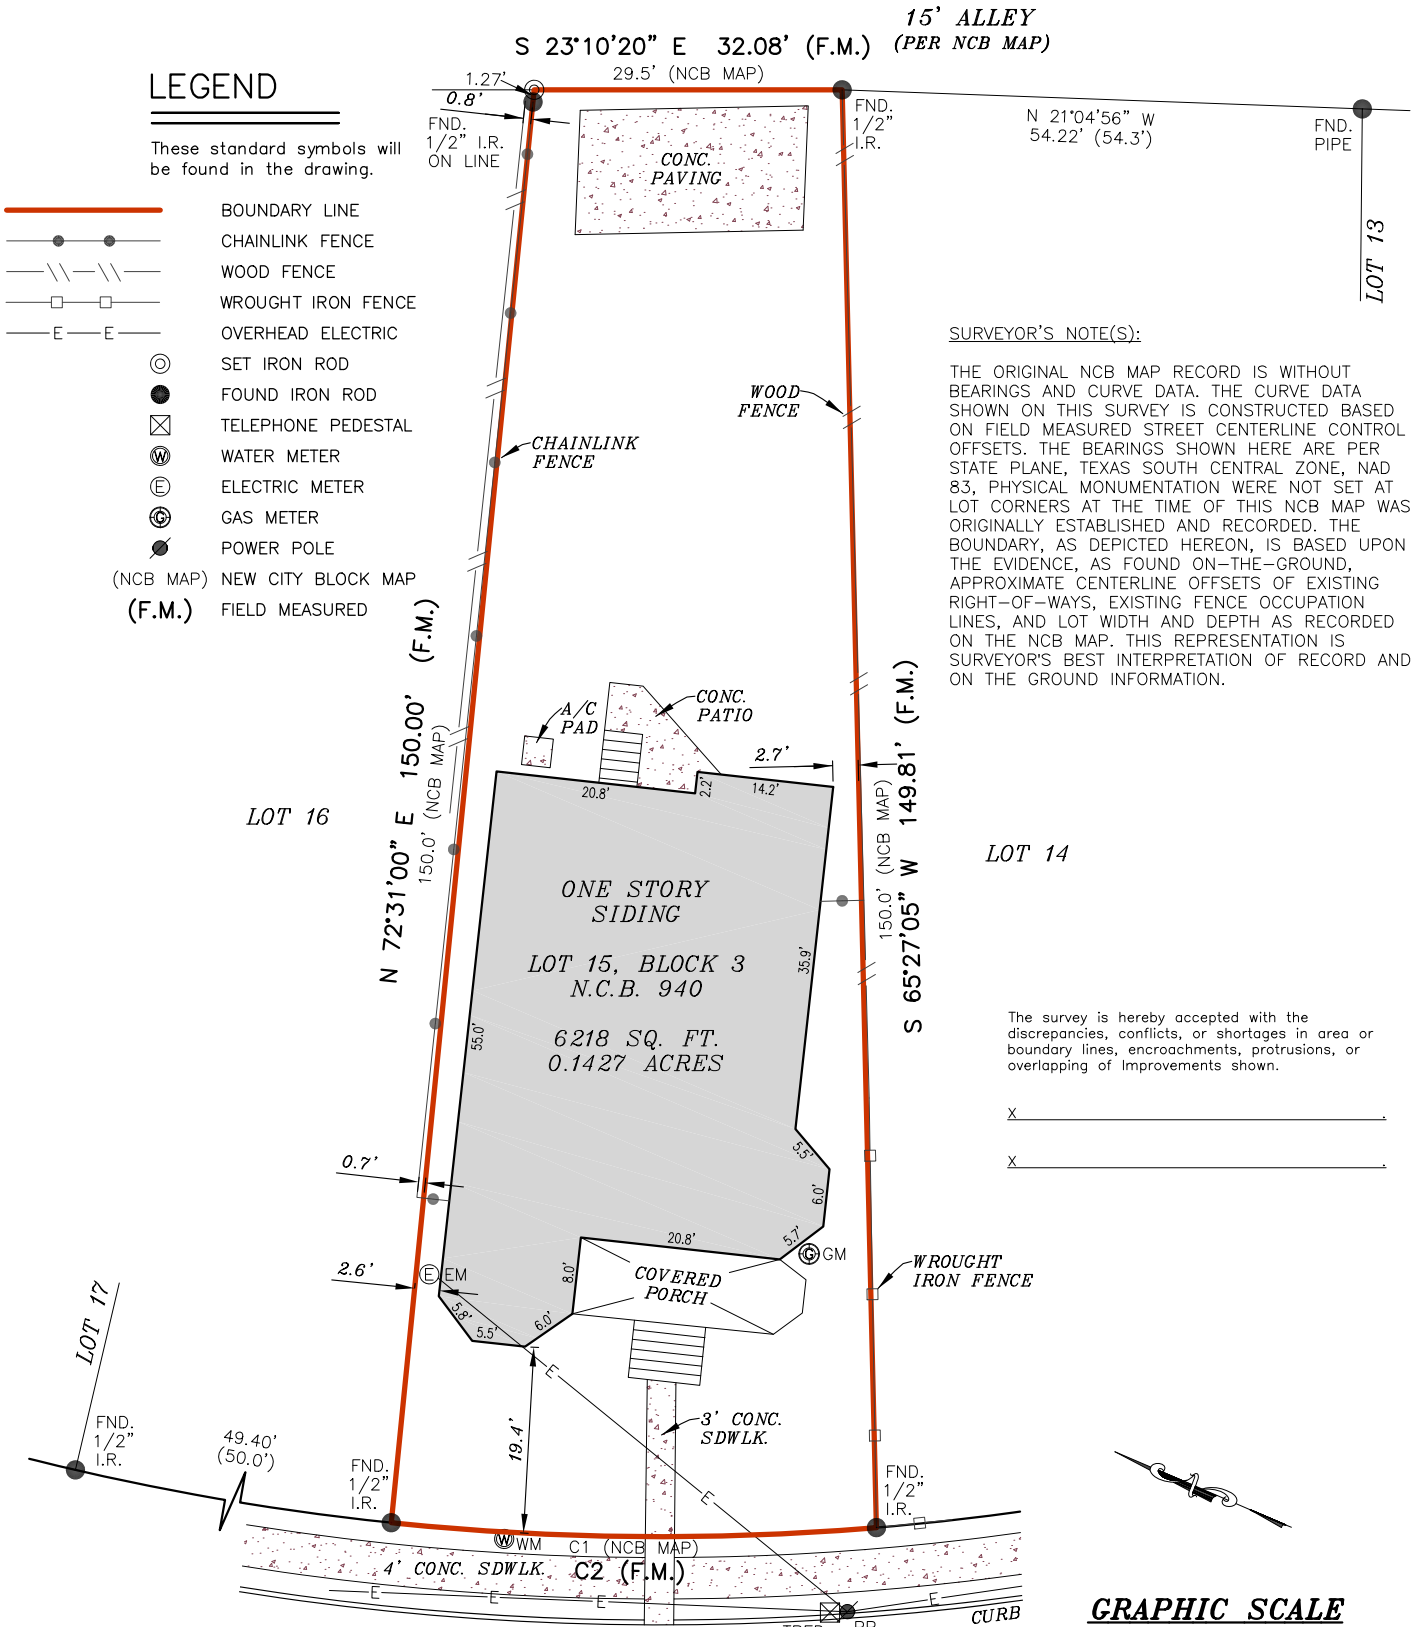 15' ALLEY
(PER NCB MAP)
S 23°10'20" E 32.08' (F.M.)
29.5' (NCB MAP)
1.27'
0.8'
FND.
1/2" I.R.
ON LINE
FND.
1/2"
I.R.
N 21°04'56" W
54.22' (54.3')
FND.
PIPE
LOT 13
CONC.
PAVING
LEGEND
These standard symbols will
be found in the drawing.
BOUNDARY LINE
CHAINLINK FENCE
WOOD FENCE
WROUGHT IRON FENCE
E E OVERHEAD ELECTRIC
SET IRON ROD
FOUND IRON ROD
TELEPHONE PEDESTAL
W WATER METER
E ELECTRIC METER
G GAS METER
POWER POLE
(NCB MAP) NEW CITY BLOCK MAP
(F.M.) FIELD MEASURED
SURVEYOR'S NOTE(S):
THE ORIGINAL NCB MAP RECORD IS WITHOUT
BEARINGS AND CURVE DATA. THE CURVE DATA
SHOWN ON THIS SURVEY IS CONSTRUCTED BASED
ON FIELD MEASURED STREET CENTERLINE CONTROL
OFFSETS. THE BEARINGS SHOWN HERE ARE PER
STATE PLANE, TEXAS SOUTH CENTRAL ZONE, NAD
83, PHYSICAL MONUMENTATION WERE NOT SET AT
LOT CORNERS AT THE TIME OF THIS NCB MAP WAS
ORIGINALLY ESTABLISHED AND RECORDED. THE
BOUNDARY, AS DEPICTED HEREON, IS BASED UPON
THE EVIDENCE, AS FOUND ON-THE-GROUND,
APPROXIMATE CENTERLINE OFFSETS OF EXISTING
RIGHT-OF-WAYS, EXISTING FENCE OCCUPATION
LINES, AND LOT WIDTH AND DEPTH AS RECORDED
ON THE NCB MAP. THIS REPRESENTATION IS
SURVEYOR'S BEST INTERPRETATION OF RECORD AND
ON THE GROUND INFORMATION.
WOOD
FENCE
CHAINLINK
FENCE
N 72°31'00" E 150.00' (F.M.)
150.0' (NCB MAP)
A/C
PAD
CONC.
PATIO
2.7'
S 65°27'05" W 149.81' (F.M.)
150.0' (NCB MAP)
20.8'
2.2'
14.2'
LOT 16
LOT 14
ONE STORY
SIDING
LOT 15, BLOCK 3
N.C.B. 940
6218 SQ. FT.
0.1427 ACRES
55.0'
35.9'
The survey is hereby accepted with the
discrepancies, conflicts, or shortages in area or
boundary lines, encroachments, protrusions, or
overlapping of Improvements shown.
X .
X .
0.7'
5.5'
6.0'
5.7'
20.8'
8.0'
G GM
2.6'
E EM
COVERED
PORCH
WROUGHT
IRON FENCE
5.8'
5.5'
6.0'
LOT 17
E
19.4'
3' CONC.
SDWLK.
E
FND.
1/2"
I.R.
49.40'
(50.0')
FND.
1/2"
I.R.
FND.
1/2"
I.R.
W WM
C1 (NCB MAP)
C2 (F.M.)
4' CONC. SDWLK.
E
E
E
E
CURB
GRAPHIC SCALE